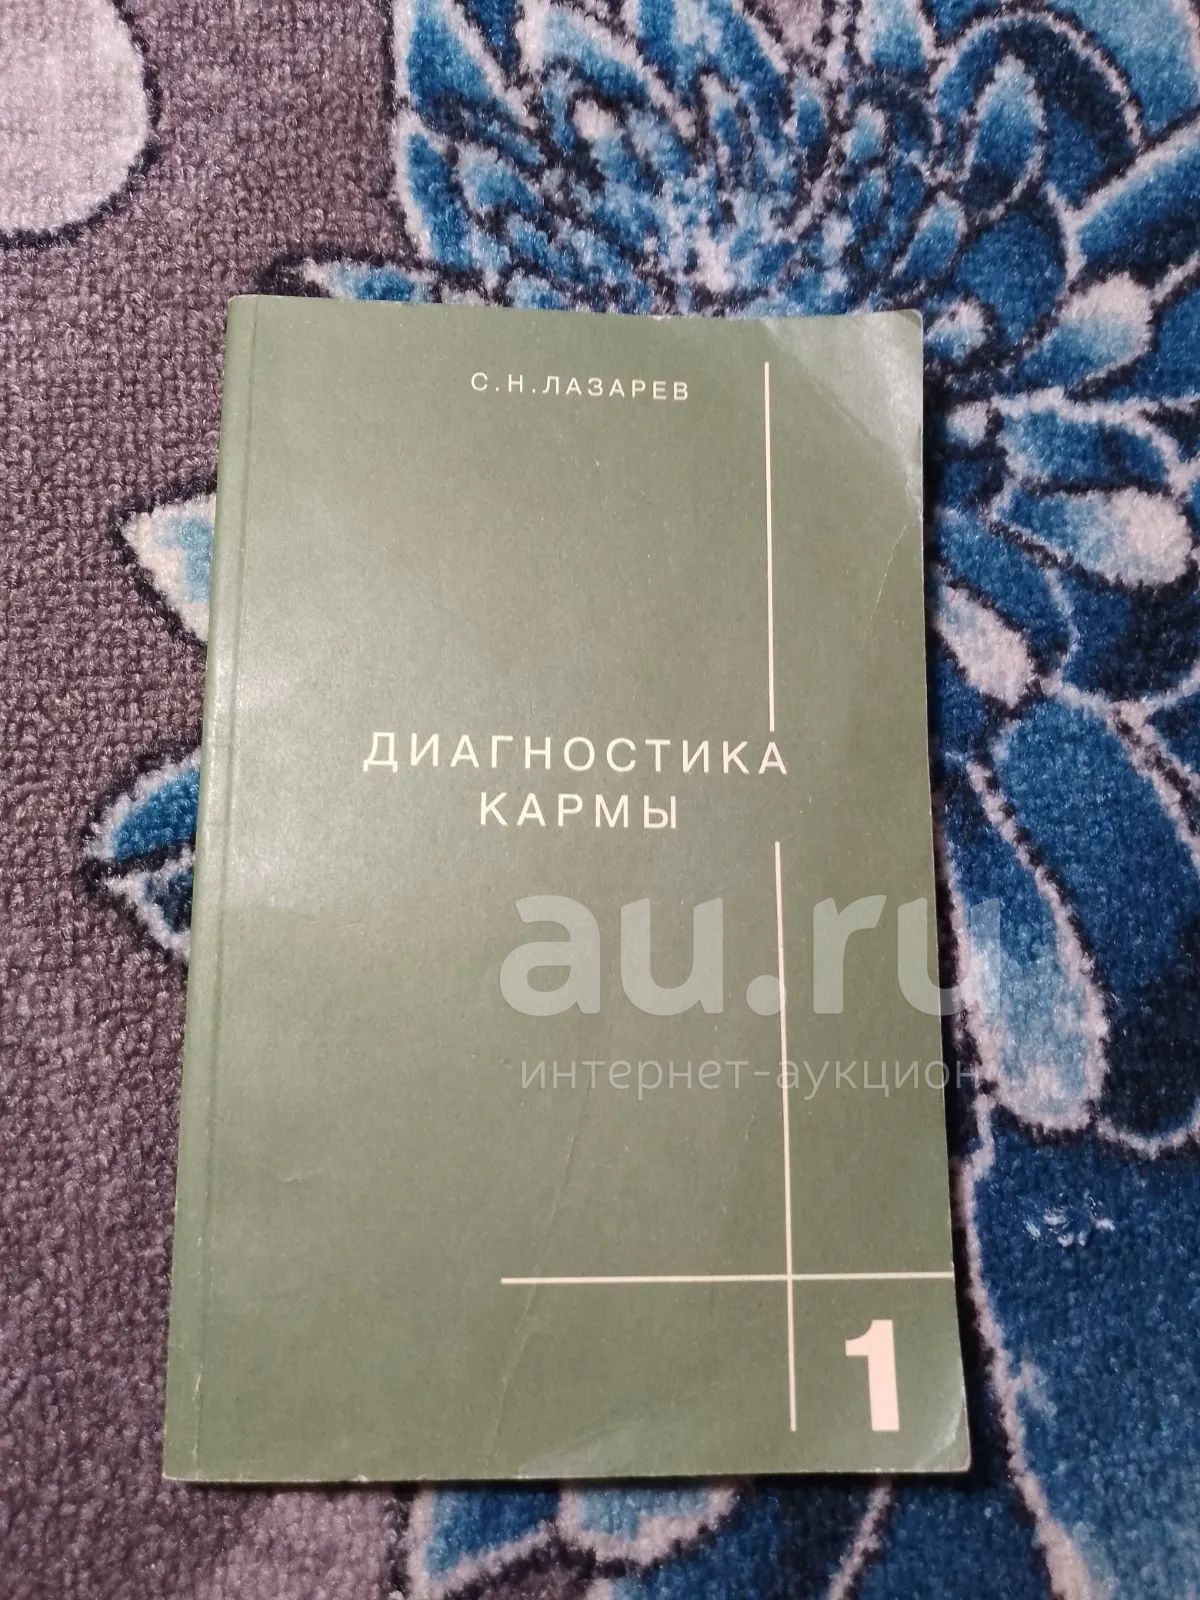 С.Н.ЛАЗАРЕВ
ДИАГНОСТИКА
КАРМЫ
au.ru
интернет-аукцион
1